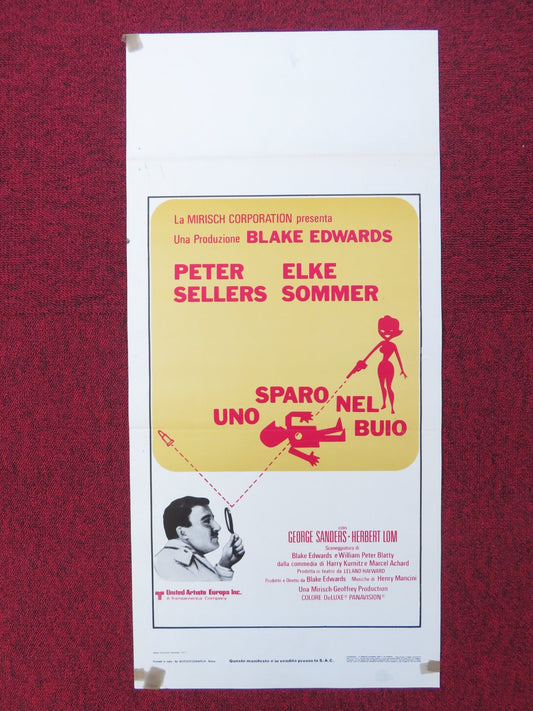 La MIRISCH CORPORATION presenta
Una Produzione BLAKE EDWARDS
PETER ELKE
SELLERS SOMMER
UNO SPARO NEL BUIO
con
GEORGE SANDERS - HERBERT LOM
Sceneggiatura di
Blake Edwards e William Peter Blatty
dalla commedia di Harry Kurnitz e Marcel Achard
Prodotta in teatro da LELAND HAYWARD
Prodotto e Diretto da Blake Edwards Musiche di Henry Mancini
Una Mirisch-Geoffrey Production
COLORE DeLUXE PANAVISION
United Artists Europa Inc.
A Transamerica Company
Questo manifesto è in vendita presso la S.A.C.